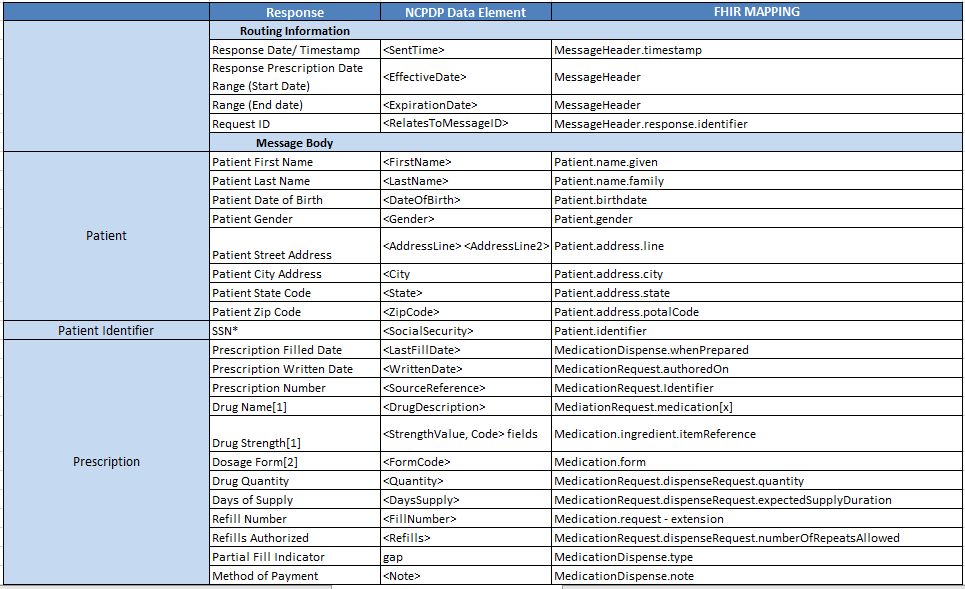 Response NCPDP Data Element FHIR MAPPING
Routing Information
Response Date/ Timestamp <SentTime> MessageHeader.timestamp
Response Prescription Date
Range (Start Date) <EffectiveDate> MessageHeader
Range (End date) <ExpirationDate> MessageHeader
Request ID <RelatesToMessageID> MessageHeader.response.identifier
Message Body
Patient
Patient First Name <FirstName> Patient.name.given
Patient Last Name <LastName> Patient.name.family
Patient Date of Birth <DateOfBirth> Patient.birthdate
Patient Gender <Gender> Patient.gender
Patient Street Address <AddressLine> <AddressLine2> Patient.address.line
Patient City Address <City Patient.address.city
Patient State Code <State> Patient.address.state
Patient Zip Code <ZipCode> Patient.address.potalCode
Patient Identifier SSN* <SocialSecurity> Patient.identifier
Prescription
Prescription Filled Date <LastFillDate> MedicationDispense.whenPrepared
Prescription Written Date <WrittenDate> MedicationRequest.authoredOn
Prescription Number <SourceReference> MedicationRequest.Identifier
Drug Name[1] <DrugDescription> MediationRequest.medication[x]
Drug Strength[1] <StrengthValue, Code> fields Medication.ingredient.itemReference
Dosage Form[2] <FormCode> Medication.form
Drug Quantity <Quantity> MedicationRequest.dispenseRequest.quantity
Days of Supply <DaysSupply> MedicationRequest.dispenseRequest.expectedSupplyDuration
Refill Number <FillNumber> Medication.request - extension
Refills Authorized <Refills> MedicationRequest.dispenseRequest.numberOfRepeatsAllowed
Partial Fill Indicator gap MedicationDispense.type
Method of Payment <Note> MedicationDispense.note